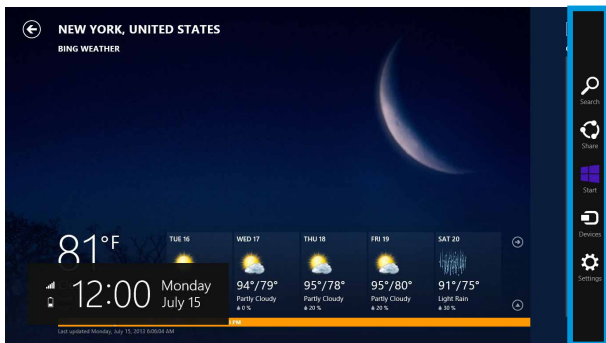 NEW YORK, UNITED STATES
BING WEATHER
Search
Share
Start
Devices
Settings
81°F
TUE 16
WED 17
94°/79°
Partly Cloudy
0 %
THU 18
95°/78°
Partly Cloudy
20 %
FRI 19
95°/80°
Partly Cloudy
20 %
SAT 20
91°/75°
Light Rain
30 %
12:00
Monday
July 15
PM
Last updated Monday, July 15, 2013 8:06:04 AM